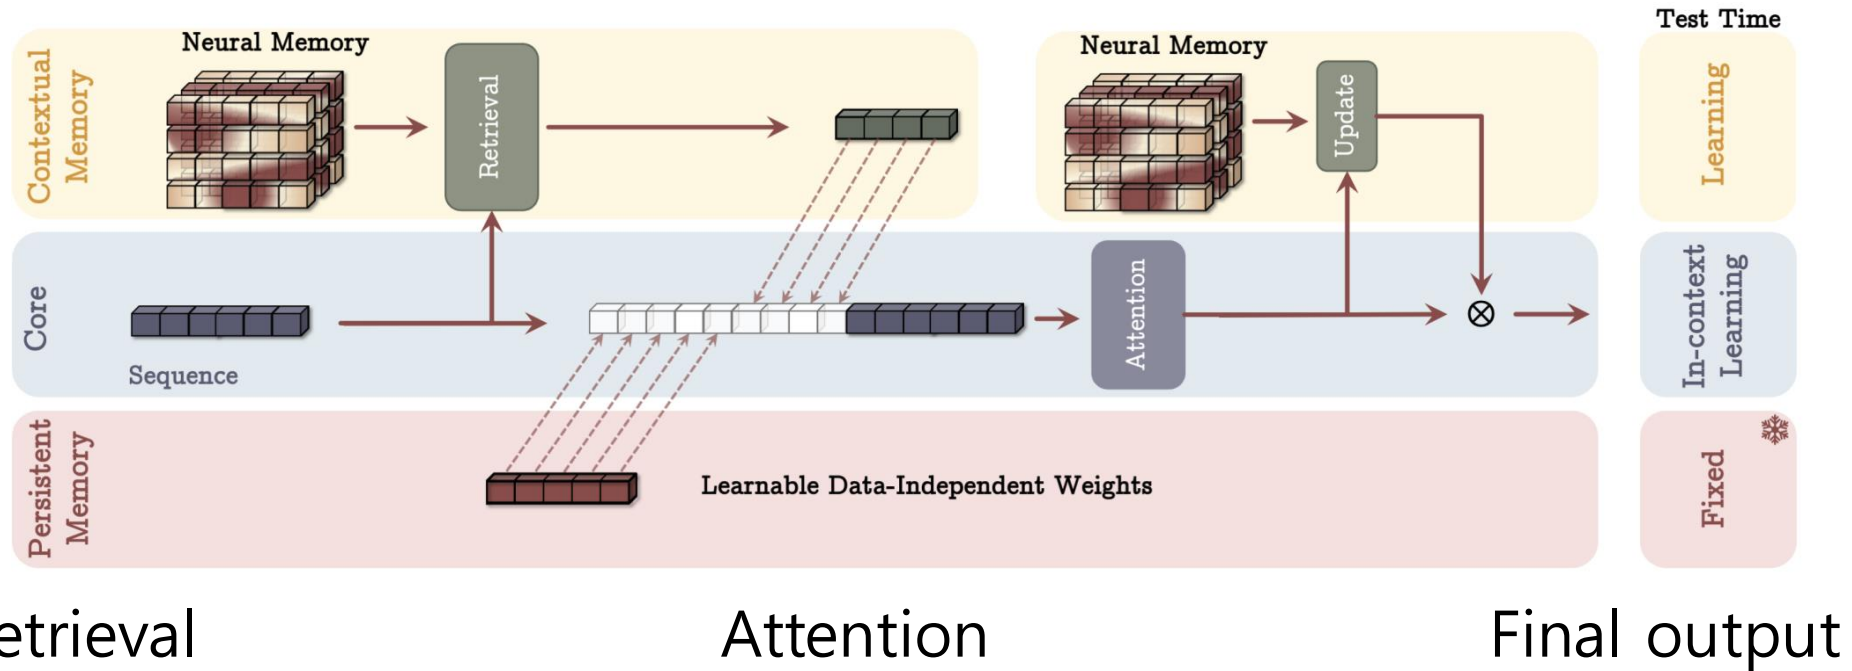 Test Time
Contextual
Memory
Neural Memory
Retrieval
Neural Memory
Update
Learning
Core
Sequence
Attention
In-context
Learning
Persistent
Memory
Learnable Data-Independent Weights
Fixed
etrieval
Attention
Final output